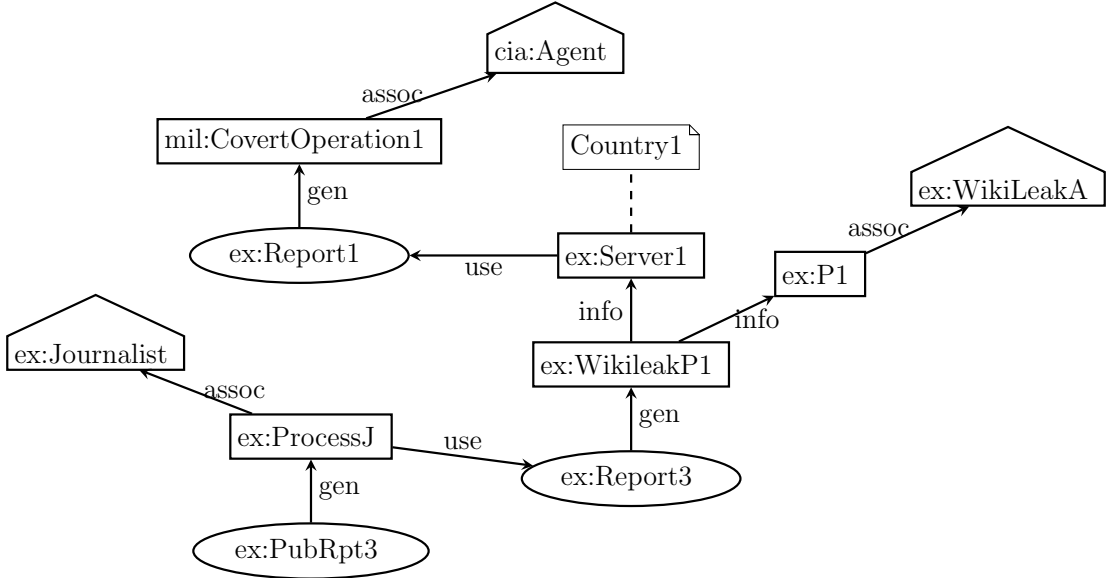 cia:Agent
assoc
mil:CovertOperation1
Country1
gen
ex:WikiLeakA
assoc
ex:Report1
use
ex:Server1
ex:P1
info
info
ex:Journalist
ex:WikileakP1
assoc
gen
ex:ProcessJ
use
ex:Report3
gen
ex:PubRpt3